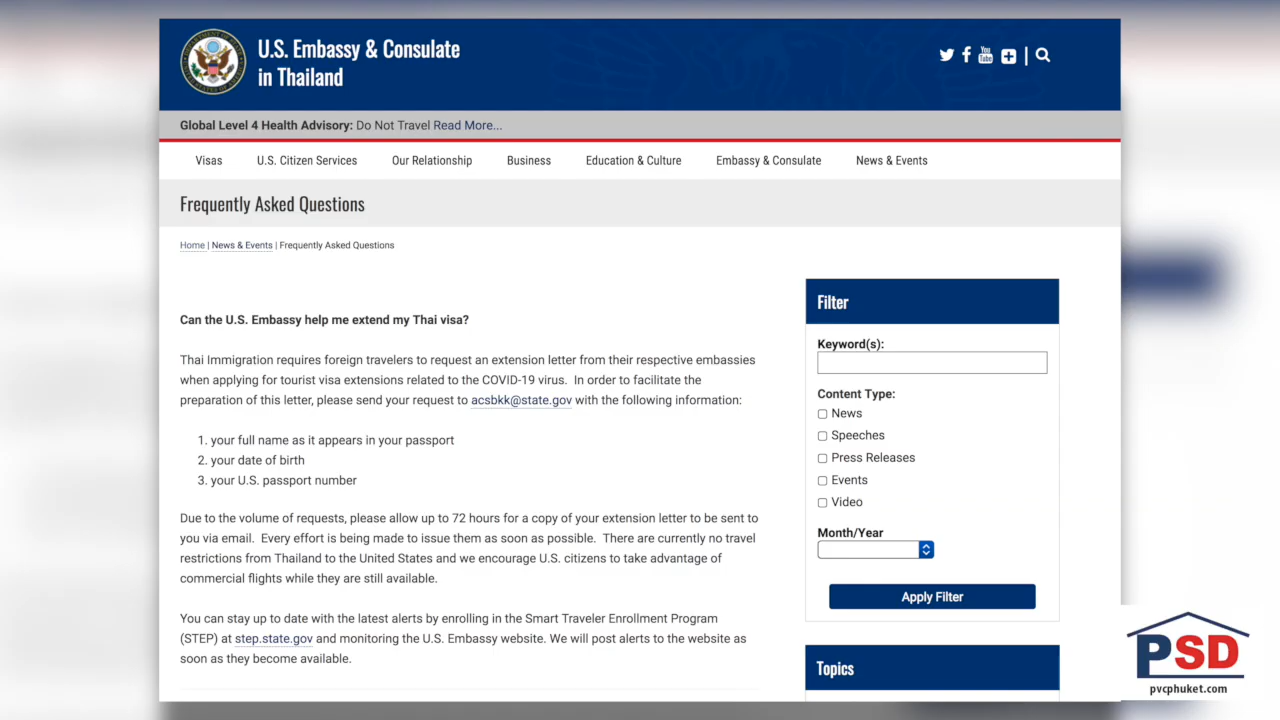 U.S. Embassy & Consulate
in Thailand
You
Tube
Global Level 4 Health Advisory: Do Not Travel Read More...
Visas
U.S. Citizen Services
Our Relationship
Business
Education & Culture
Embassy & Consulate
News & Events
Frequently Asked Questions
Home | News & Events | Frequently Asked Questions
Can the U.S. Embassy help me extend my Thai visa?
Thai Immigration requires foreign travelers to request an extension letter from their respective embassies
when applying for tourist visa extensions related to the COVID-19 virus. In order to facilitate the
preparation of this letter, please send your request to acsbkk@state.gov with the following information:
1. your full name as it appears in your passport
2. your date of birth
3. your U.S. passport number
Due to the volume of requests, please allow up to 72 hours for a copy of your extension letter to be sent to
you via email. Every effort is being made to issue them as soon as possible. There are currently no travel
restrictions from Thailand to the United States and we encourage U.S. citizens to take advantage of
commercial flights while they are still available.
You can stay up to date with the latest alerts by enrolling in the Smart Traveler Enrollment Program
(STEP) at step.state.gov and monitoring the U.S. Embassy website. We will post alerts to the website as
soon as they become available.
Filter
Keyword(s):
Content Type:
News
Speeches
Press Releases
Events
Video
Month/Year
Apply Filter
Topics
PSD
pvcphuket.com